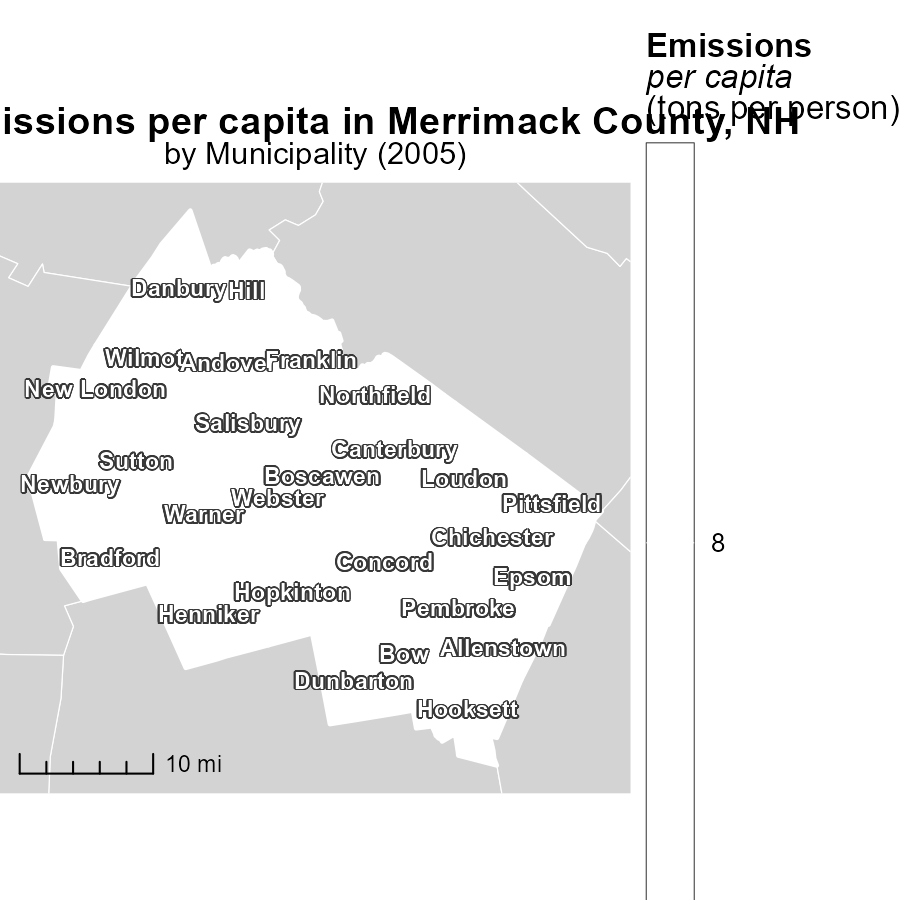 Emissions
per capita
(tons per person)
issions per capita in Merrimack County, NH
by Municipality (2005)
Danbury Hill
Wilmot Andover Franklin
New London
Northfield
Salisbury
Canterbury
Sutton
Boscawen
Loudon
Newbury
Webster
Pittsfield
Warner
Chichester
8
Bradford
Concord
Epsom
Hopkinton
Pembroke
Henniker
Allenstown
Bow
Dunbarton
Hooksett
10 mi